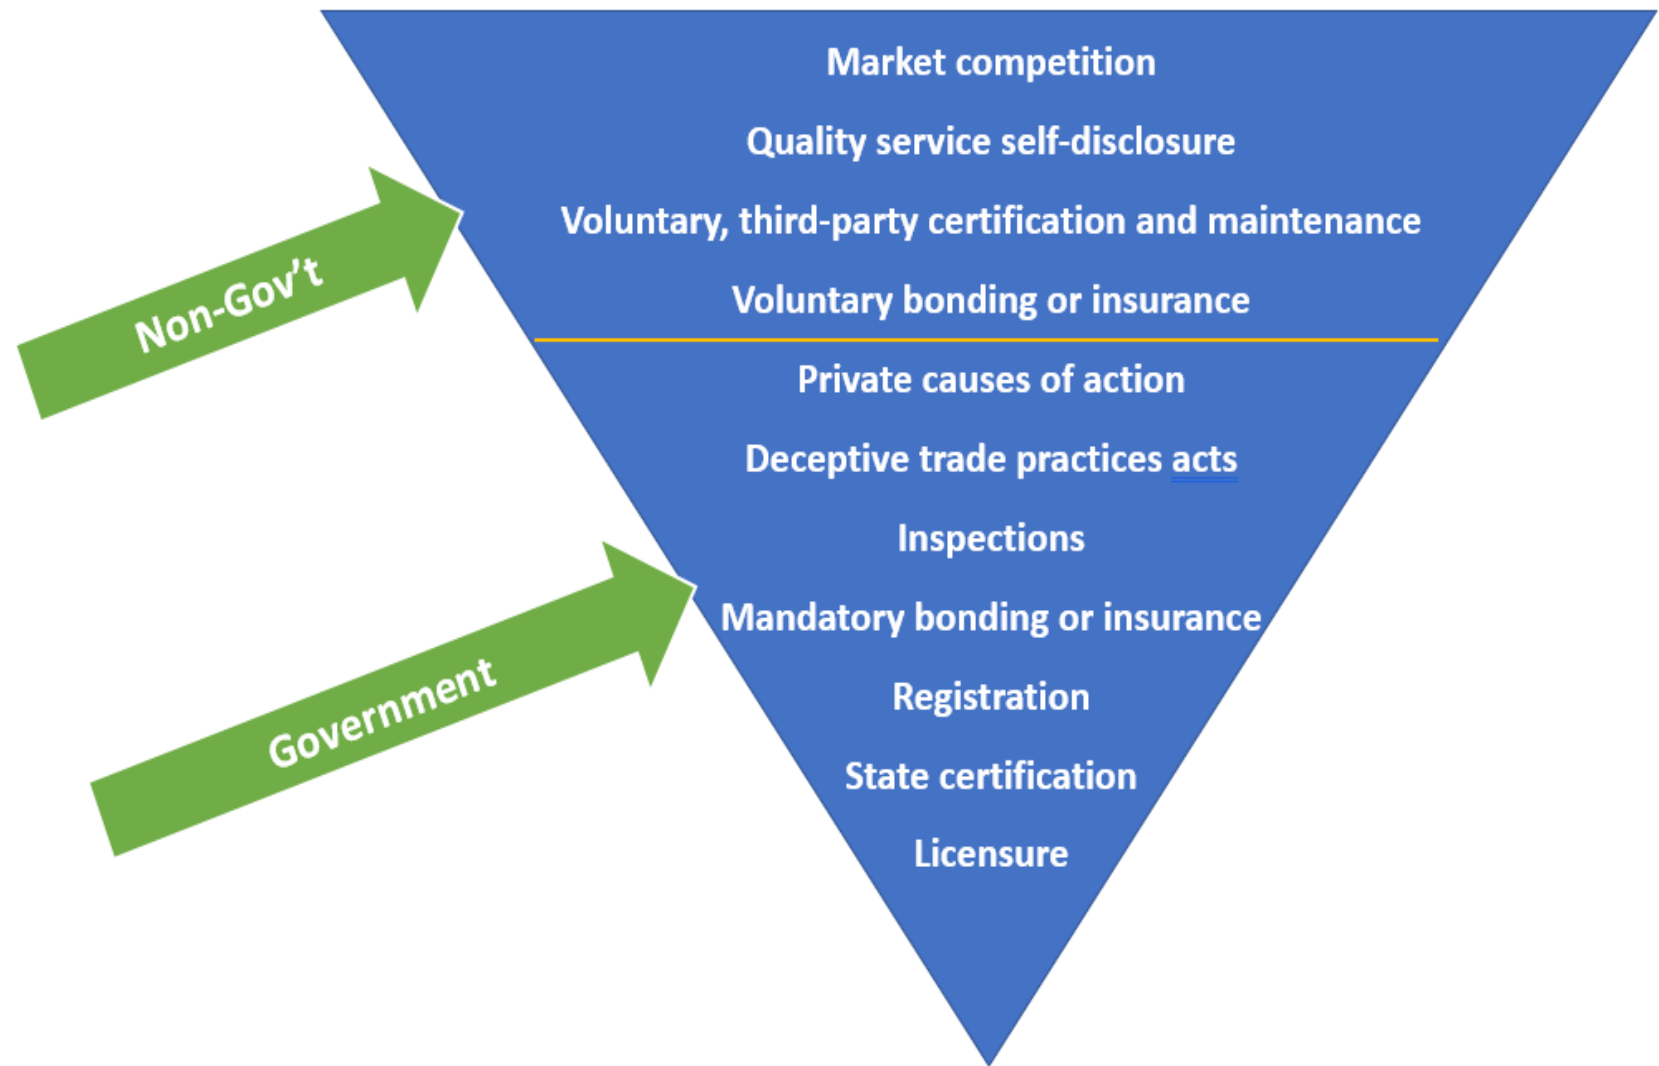 Market competition
Quality service self-disclosure
Voluntary, third-party certification and maintenance
Voluntary bonding or insurance
Private causes of action
Deceptive trade practices acts
Inspections
Mandatory bonding or insurance
Registration
State certification
Licensure
Non-Gov’t
Government